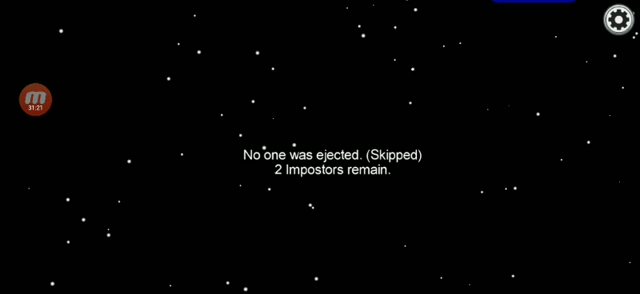 31:21
No one was ejected. (Skipped)
2 Impostors remain.